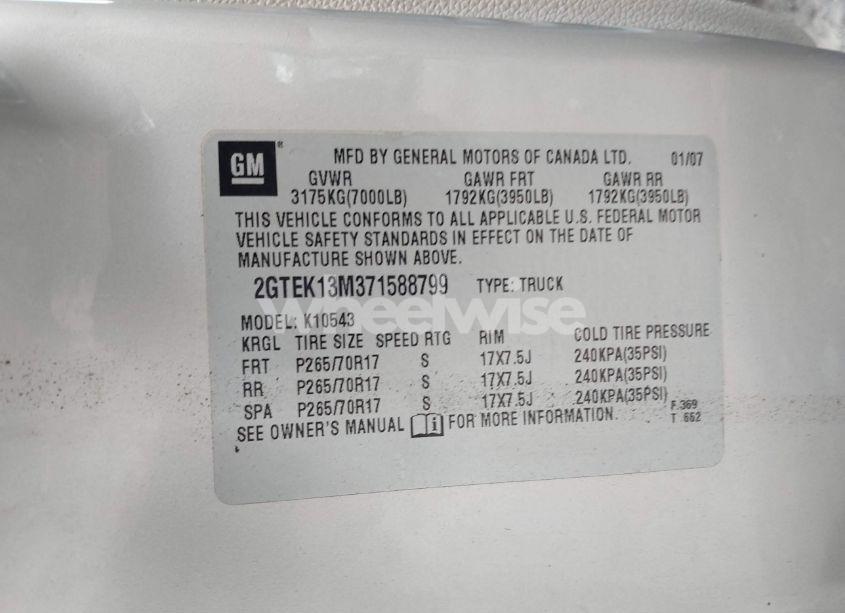 GM® MFD BY GENERAL MOTORS OF CANADA LTD. 01/07
GVWR GAWR FRT GAWR RR
3175KG(7000LB) 1792KG(3950LB) 1792KG(3950LB)
THIS VEHICLE CONFORMS TO ALL APPLICABLE U.S. FEDERAL MOTOR
VEHICLE SAFETY STANDARDS IN EFFECT ON THE DATE OF
MANUFACTURE SHOWN ABOVE.
2GTEK13M371588799 TYPE: TRUCK
Wheelwise
MODEL: K10543
KRGL TIRE SIZE SPEED RTG RIM COLD TIRE PRESSURE
FRT P265/70R17 S 17X7.5J 240KPA(35PSI)
RR P265/70R17 S 17X7.5J 240KPA(35PSI)
SPA P265/70R17 S 17X7.5J 240KPA(35PSI)
SEE OWNER'S MANUAL i FOR MORE INFORMATION.
F.369
T.662